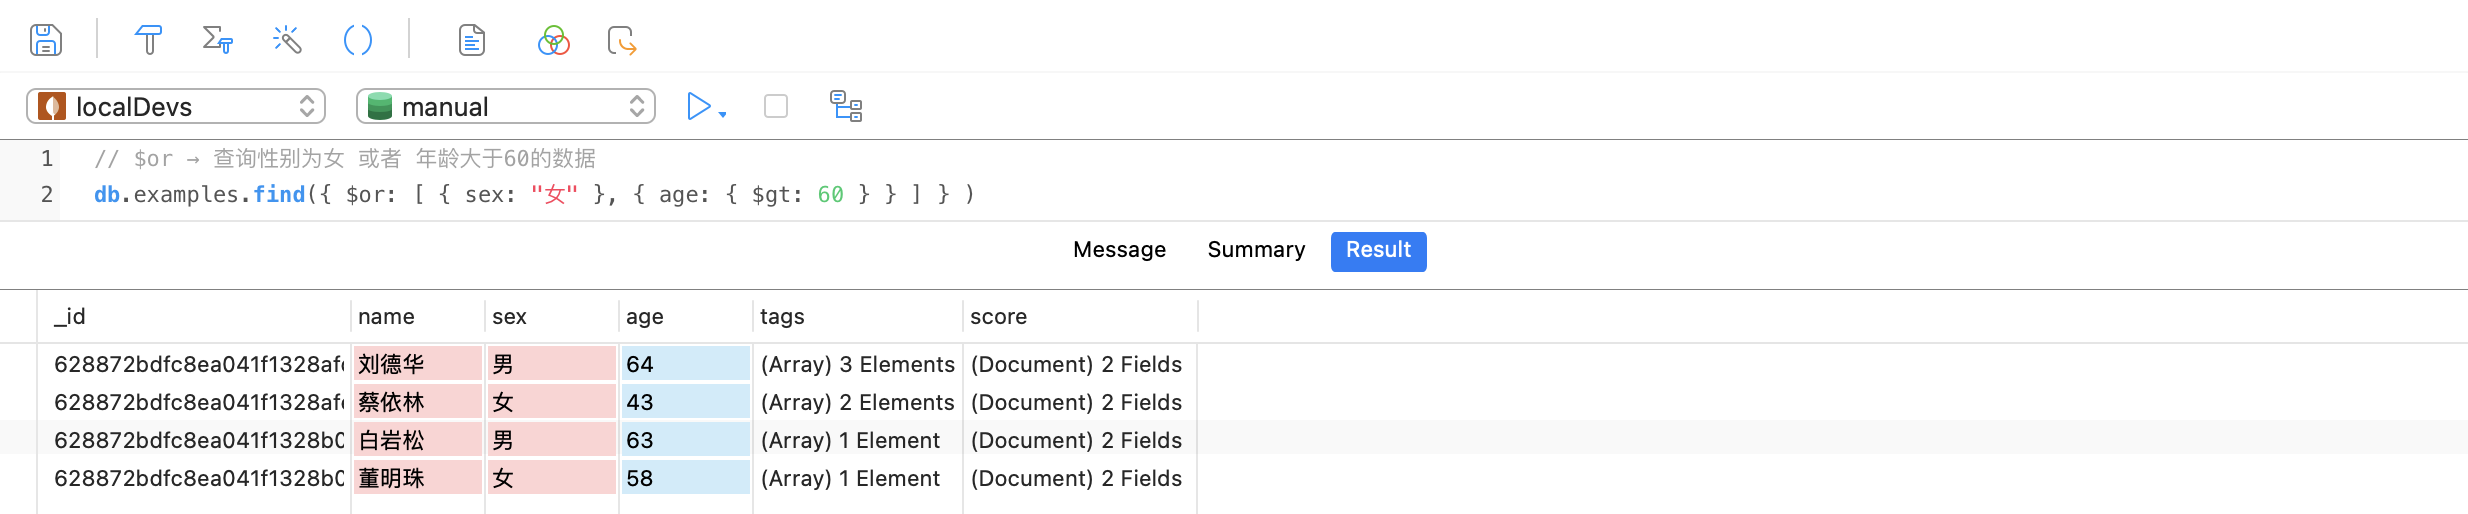 localDevs manual
1 // $or → 查询性别为女 或者 年龄大于60的数据
2 db.examples.find({ $or: [ { sex: "女" }, { age: { $gt: 60 } } ] } )
Message Summary Result
_id name sex age tags score
628872bdfc8ea041f1328af 刘德华 男 64 (Array) 3 Elements (Document) 2 Fields
628872bdfc8ea041f1328af 蔡依林 女 43 (Array) 2 Elements (Document) 2 Fields
628872bdfc8ea041f1328b0 白岩松 男 63 (Array) 1 Element (Document) 2 Fields
628872bdfc8ea041f1328b0 董明珠 女 58 (Array) 1 Element (Document) 2 Fields